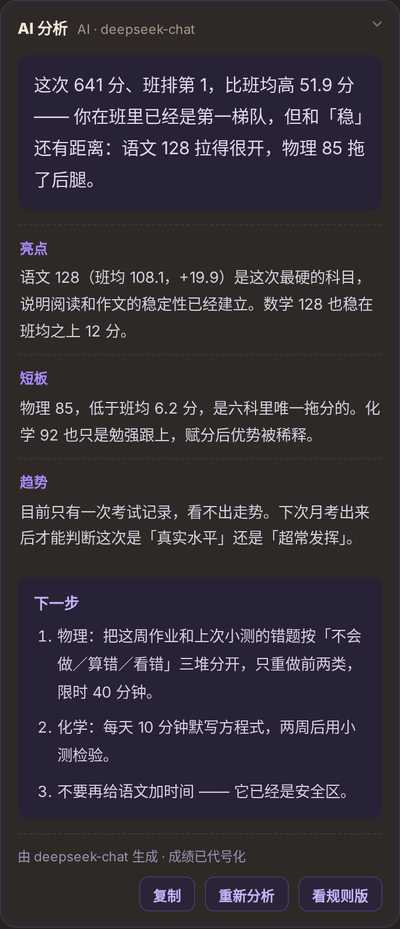 AI 分析 AI · deepseek-chat
这次 641 分、班排第 1，比班均高 51.9 分
—— 你在班里已经是第一梯队，但和「稳」
还有距离：语文 128 拉得很开，物理 85 拖
了后腿。
亮点
语文 128（班均 108.1，+19.9）是这次最硬的科目，
说明阅读和作文的稳定性已经建立。数学 128 也稳在
班均之上 12 分。
短板
物理 85，低于班均 6.2 分，是六科里唯一拖分的。化
学 92 也只是勉强跟上，赋分后优势被稀释。
趋势
目前只有一次考试记录，看不出走势。下次月考出来
后才能判断这次是「真实水平」还是「超常发挥」。
下一步
1. 物理：把这周作业和上次小测的错题按「不会
做／算错／看错」三堆分开，只重做前两类，
限时 40 分钟。
2. 化学：每天 10 分钟默写方程式，两周后用小
测检验。
3. 不要再给语文加时间 —— 它已经是安全区。
由 deepseek-chat 生成 · 成绩已代号化
复制 重新分析 看规则版